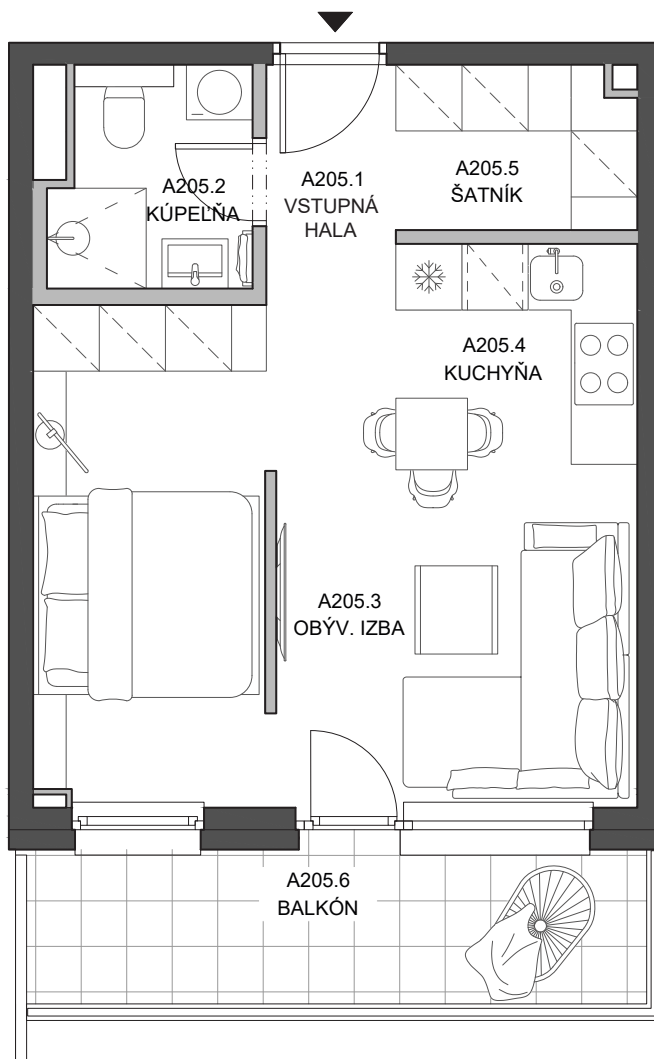 A205.2
KÚPEĽŇA
A205.1
VSTUPNÁ
HALA
A205.5
ŠATNÍK
A205.4
KUCHYŇA
A205.3
OBÝV. IZBA
A205.6
BALKÓN